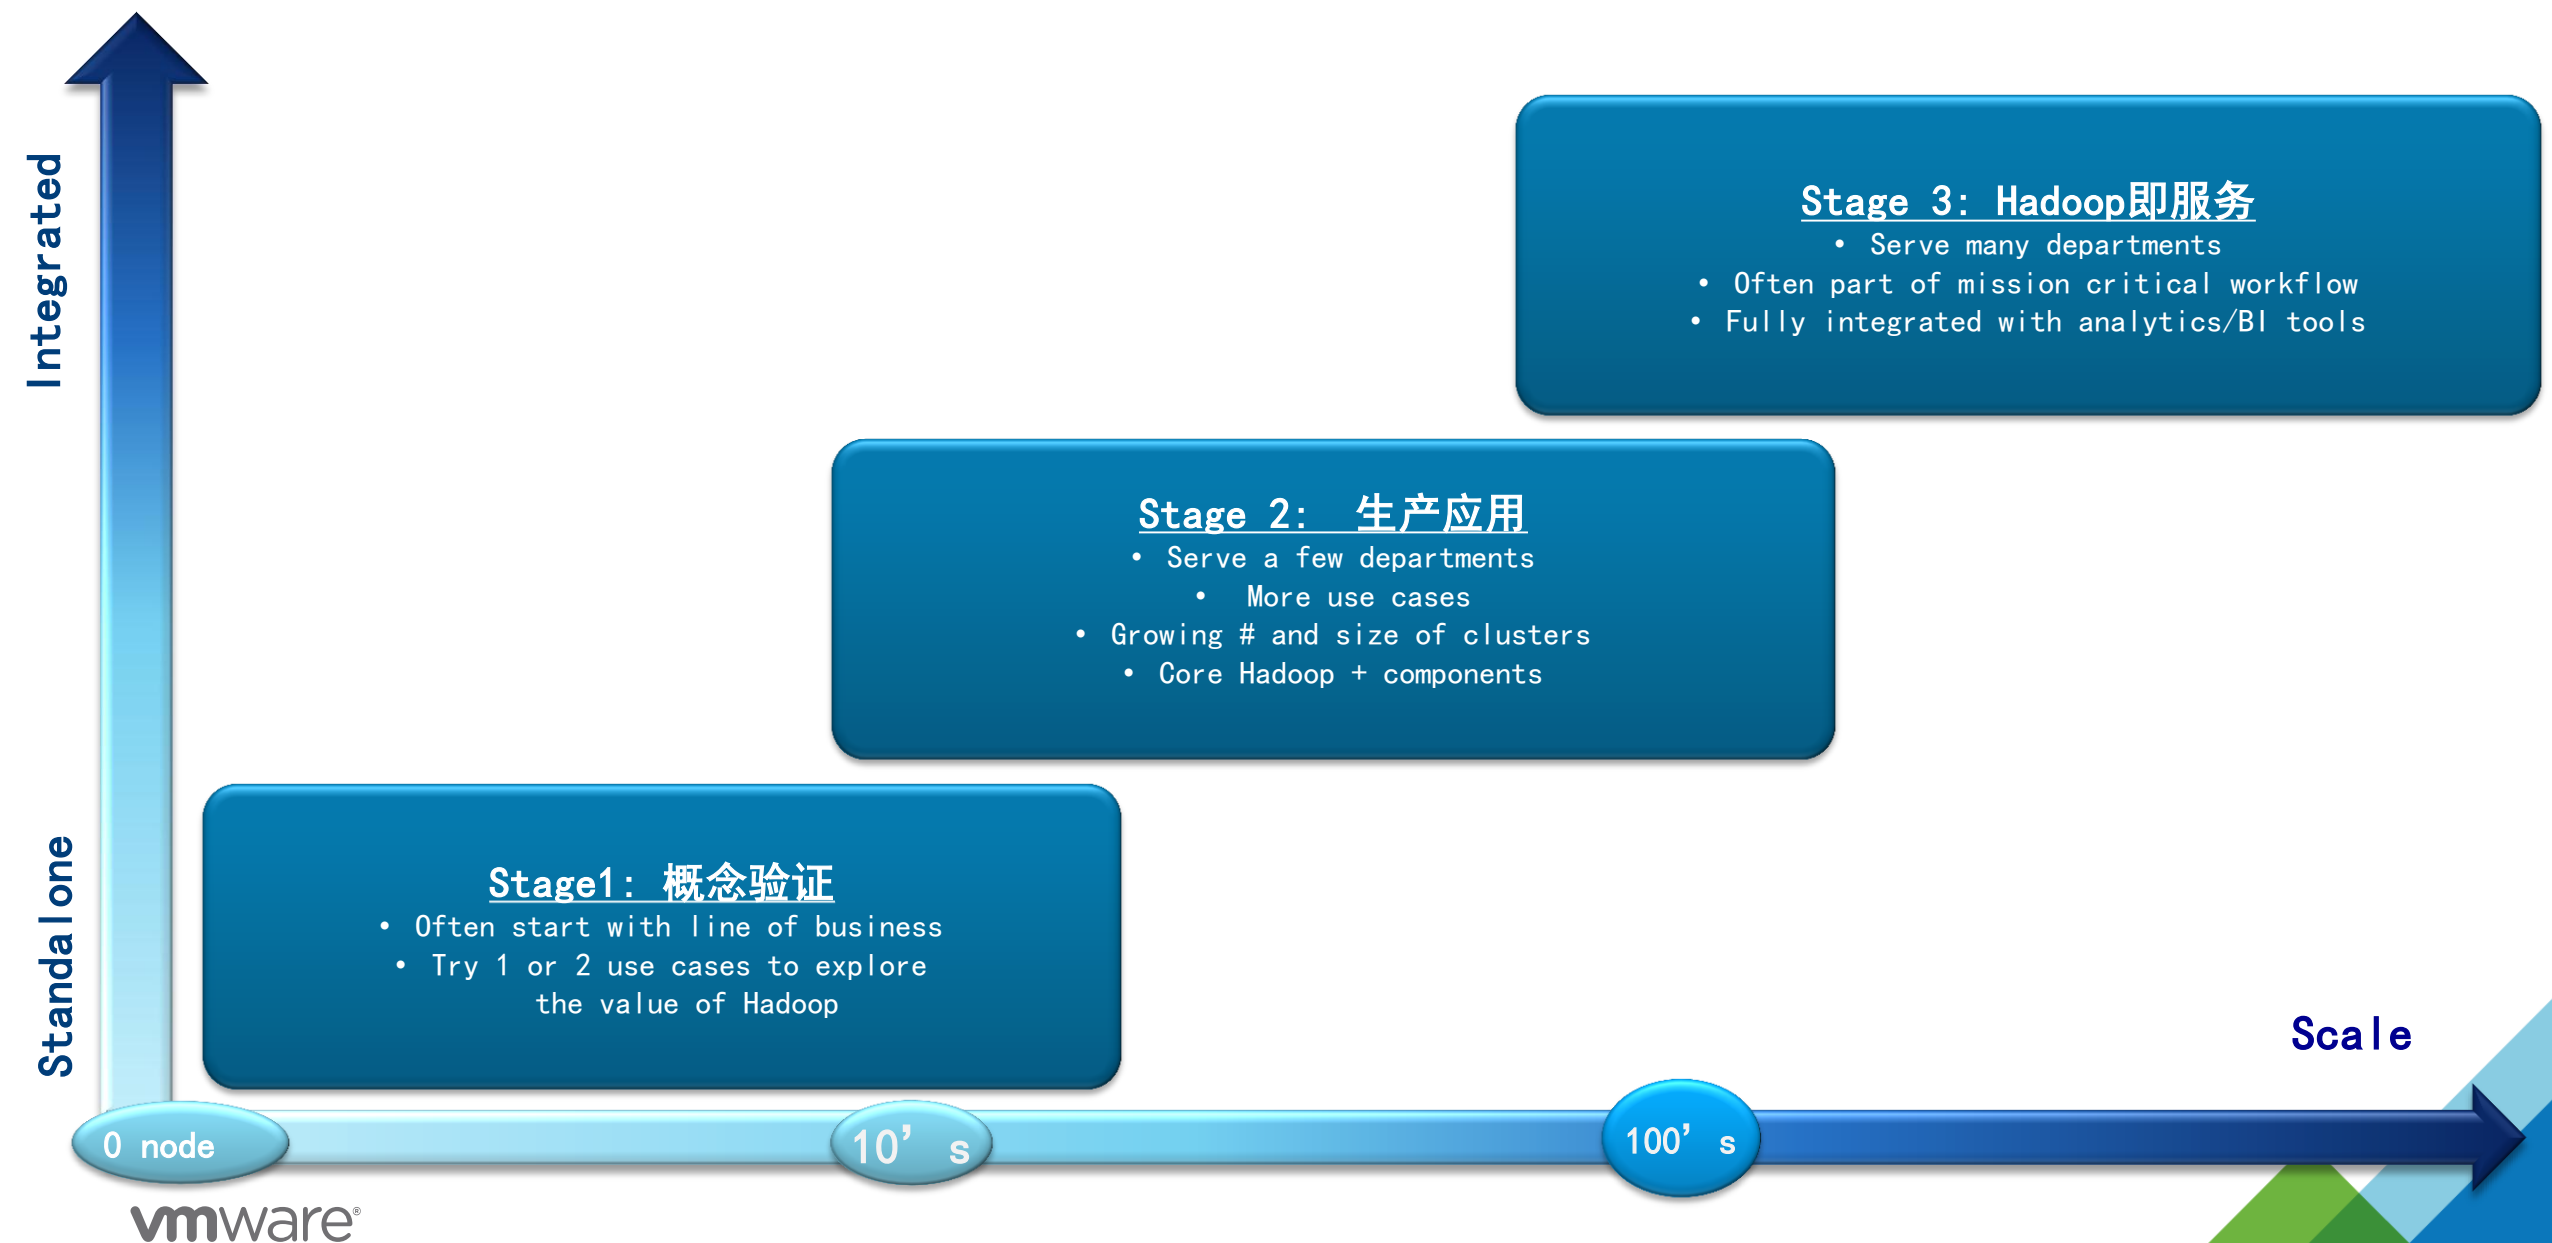 Integrated
Stage 3: Hadoop即服务
• Serve many departments
• Often part of mission critical workflow
• Fully integrated with analytics/BI tools
Stage 2: 生产应用
• Serve a few departments
• More use cases
• Growing # and size of clusters
• Core Hadoop + components
Standalone
Stage1: 概念验证
• Often start with line of business
• Try 1 or 2 use cases to explore
the value of Hadoop
Scale
0 node
10’ s
100’ s
vmware®